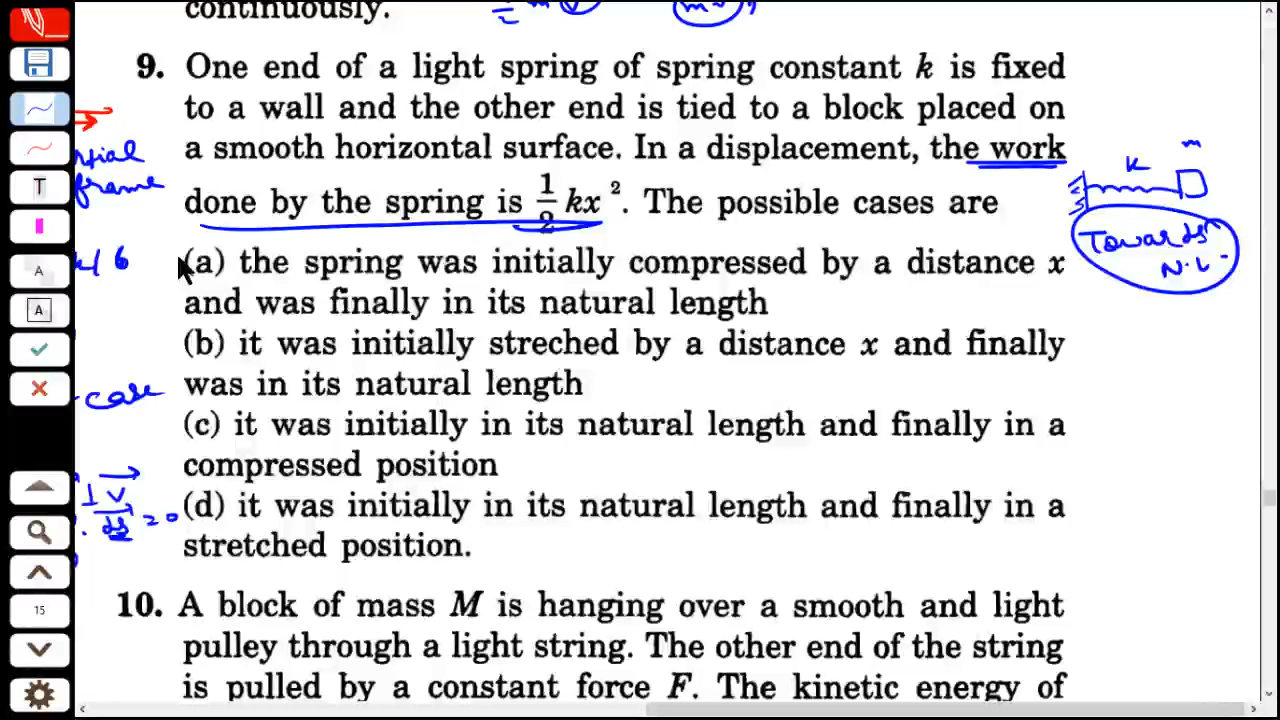 continuously.
9. One end of a light spring of spring constant k is fixed
to a wall and the other end is tied to a block placed on
a smooth horizontal surface. In a displacement, the work
done by the spring is 1/2 kx². The possible cases are
(a) the spring was initially compressed by a distance x
and was finally in its natural length
(b) it was initially streched by a distance x and finally
was in its natural length
(c) it was initially in its natural length and finally in a
compressed position
(d) it was initially in its natural length and finally in a
stretched position.
10. A block of mass M is hanging over a smooth and light
pulley through a light string. The other end of the string
is pulled by a constant force F. The kinetic energy of
m
K
Towards
N.L.
frame
case
T
A
A
15